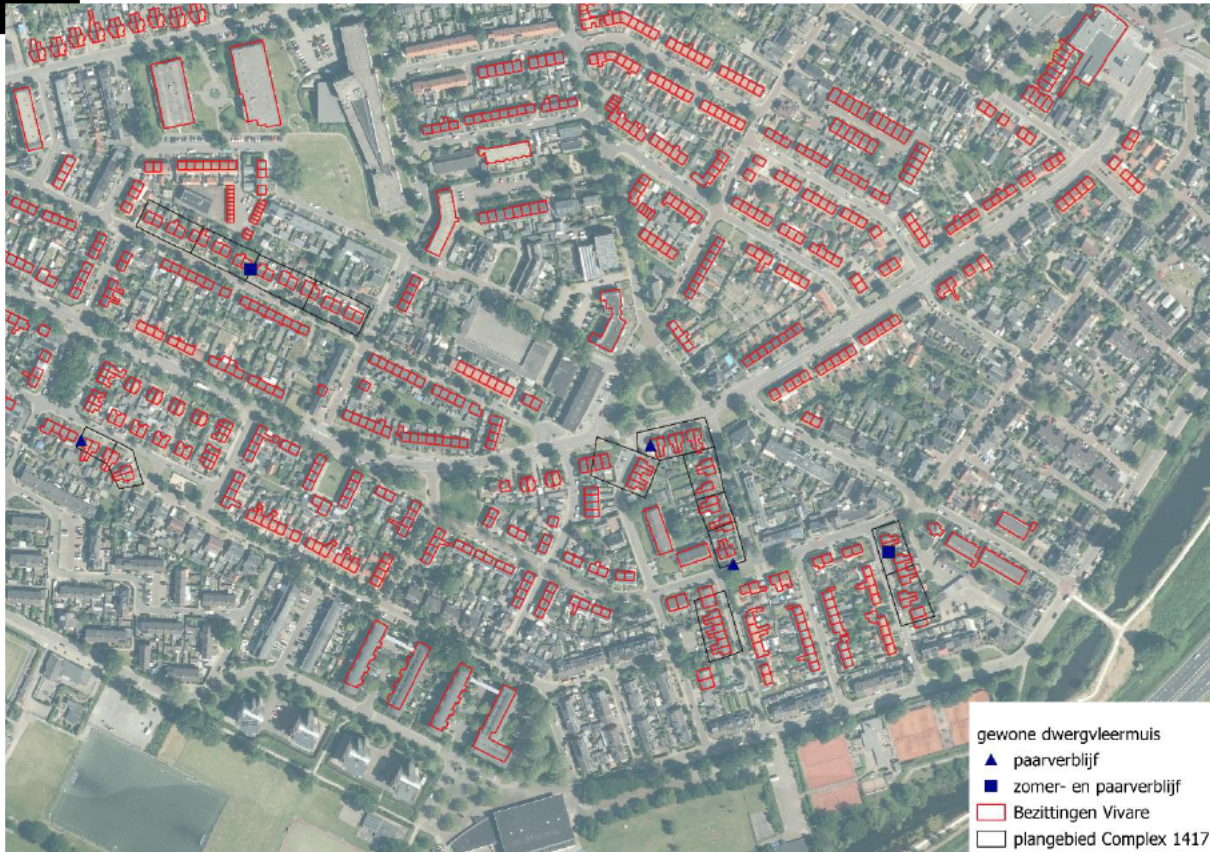 gewone dwergvleermuis
paarverblijf
zomer- en paarverblijf
Bezittingen Vivare
plangebied Complex 1417